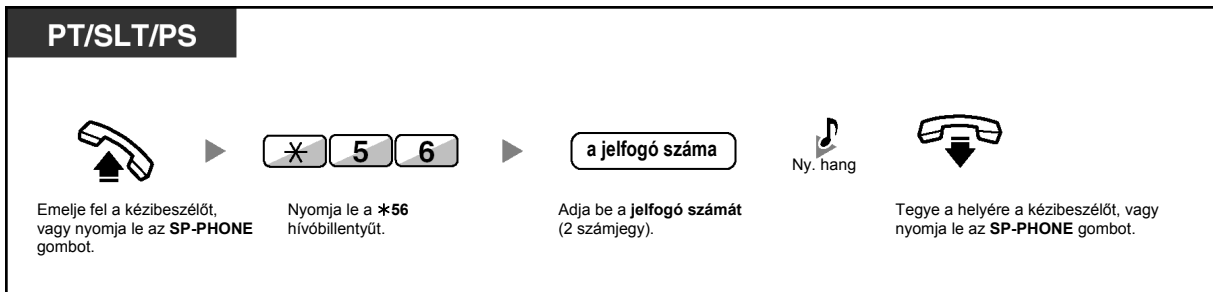 PT/SLT/PS
✳ 5 6
a jelfogó száma
Ny. hang
Emelje fel a kézibeszélőt,
vagy nyomja le az SP-PHONE
gombot.
Nyomja le a ✳56
hívóbillentyűt.
Adja be a jelfogó számát
(2 számjegy).
Tegye a helyére a kézibeszélőt, vagy
nyomja le az SP-PHONE gombot.